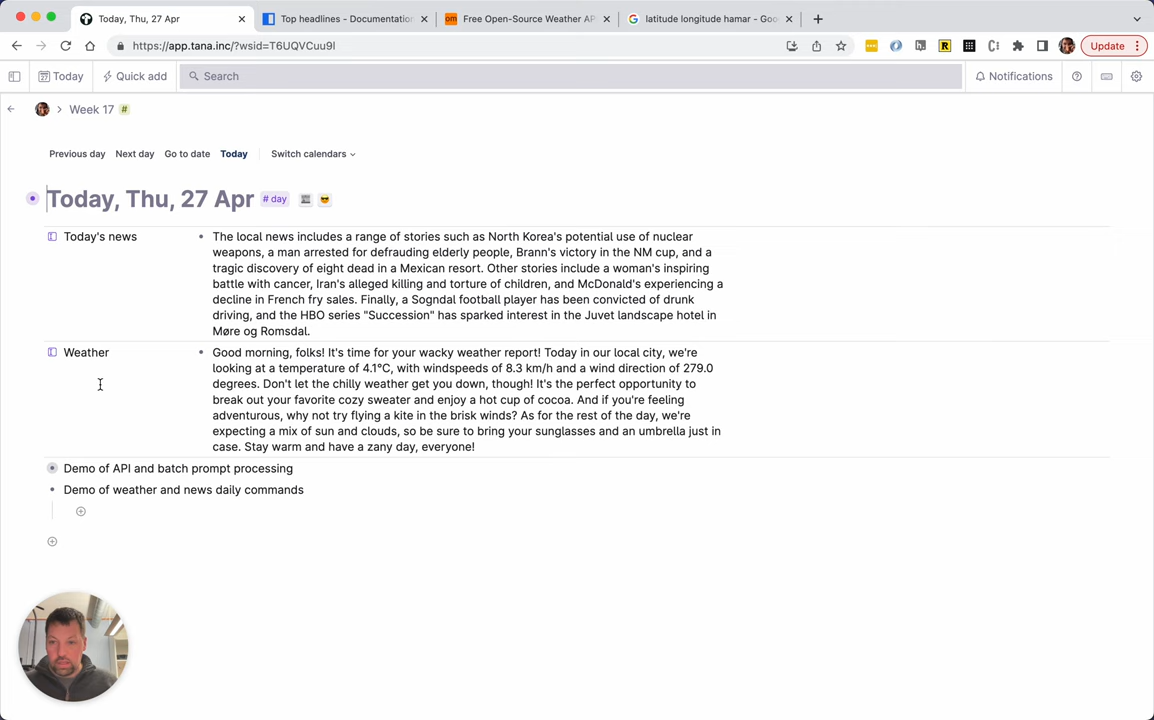 Today, Thu, 27 Apr
Top headlines - Documentatio
Free Open-Source Weather AP
latitude longitude hamar - Goo
https://app.tana.inc/?wsid=T6UQVCuu9I
Update
Today
Quick add
Search
Notifications
Week 17 #
Previous day Next day Go to date Today Switch calendars
Today, Thu, 27 Apr # day
Today's news
The local news includes a range of stories such as North Korea's potential use of nuclear
weapons, a man arrested for defrauding elderly people, Brann's victory in the NM cup, and a
tragic discovery of eight dead in a Mexican resort. Other stories include a woman's inspiring
battle with cancer, Iran's alleged killing and torture of children, and McDonald's experiencing a
decline in French fry sales. Finally, a Sogndal football player has been convicted of drunk
driving, and the HBO series "Succession" has sparked interest in the Juvet landscape hotel in
Møre og Romsdal.
Weather
Good morning, folks! It's time for your wacky weather report! Today in our local city, we're
looking at a temperature of 4.1°C, with windspeeds of 8.3 km/h and a wind direction of 279.0
degrees. Don't let the chilly weather get you down, though! It's the perfect opportunity to
break out your favorite cozy sweater and enjoy a hot cup of cocoa. And if you're feeling
adventurous, why not try flying a kite in the brisk winds? As for the rest of the day, we're
expecting a mix of sun and clouds, so be sure to bring your sunglasses and an umbrella just in
case. Stay warm and have a zany day, everyone!
Demo of API and batch prompt processing
Demo of weather and news daily commands